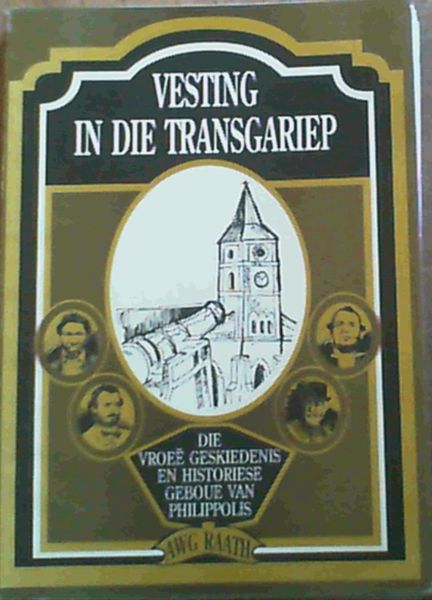 VESTING
IN DIE TRANSGARIEP
DIE
VROEË GESKIEDENIS
EN HISTORIESE
GEBOUE VAN
PHILIPPOLIS
AWG RAATH